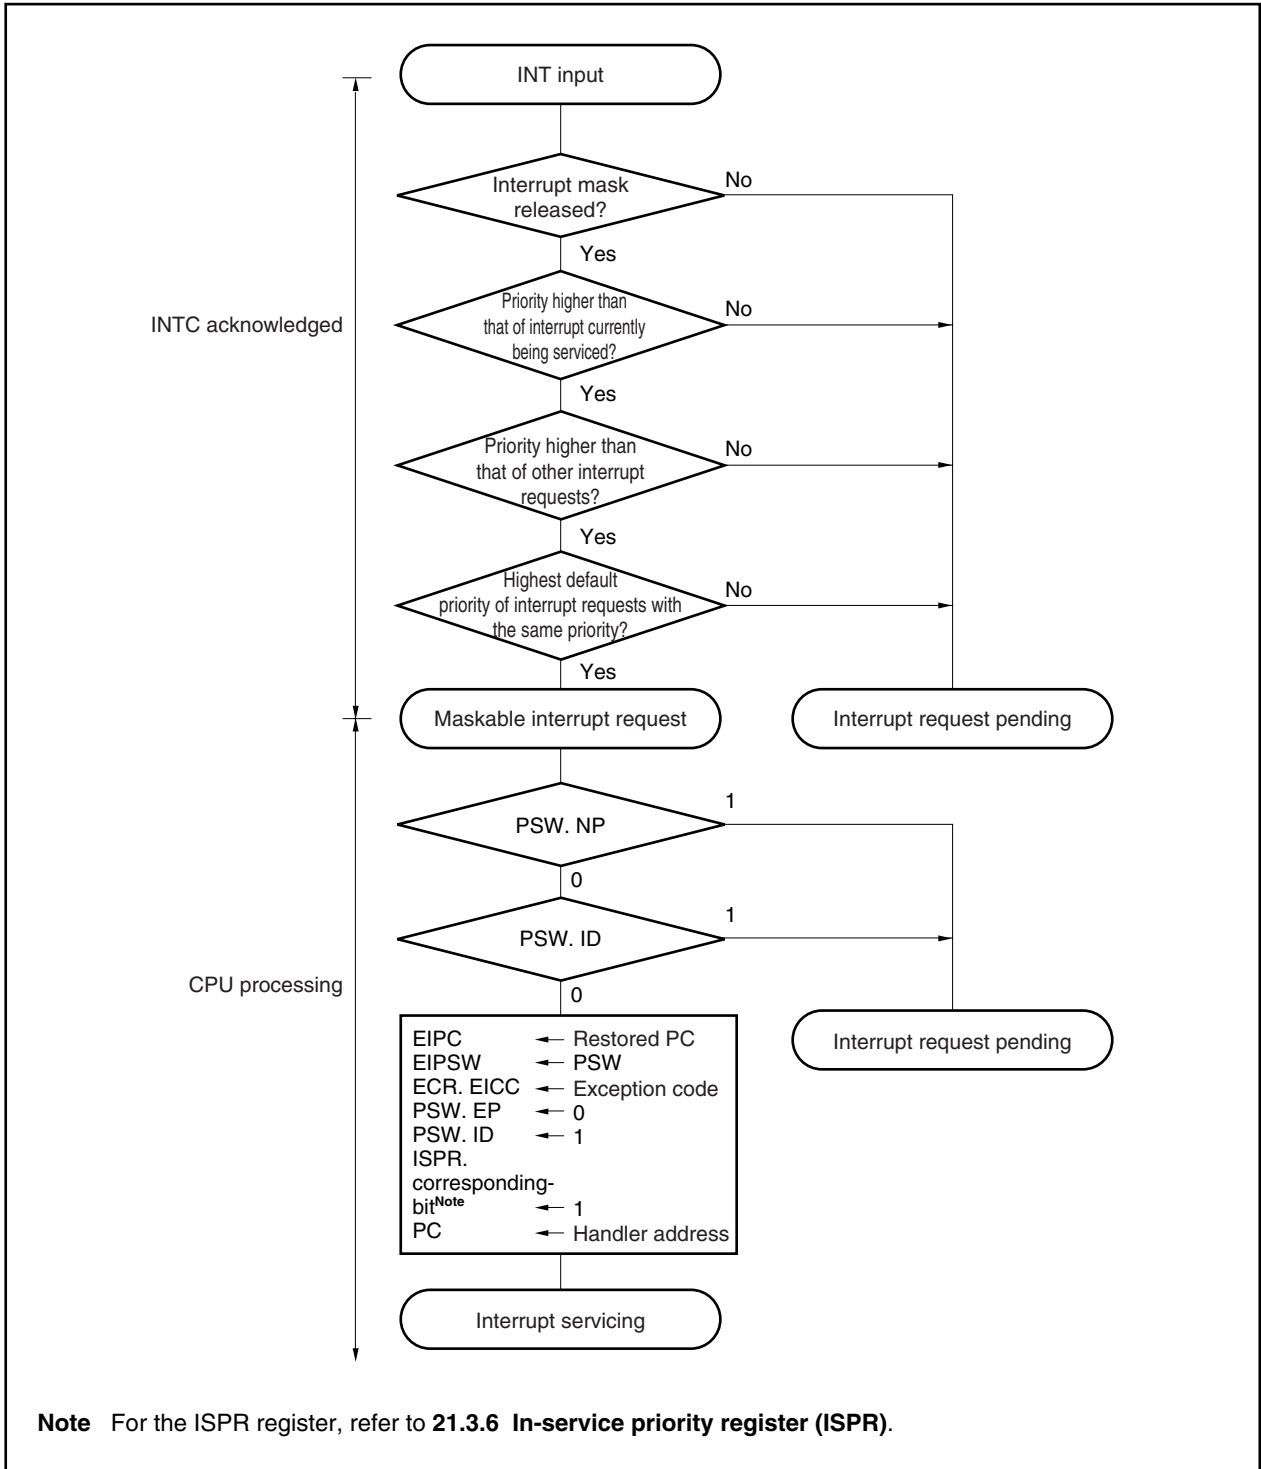 INT input
Interrupt mask
released?
No
Yes
Priority higher than
that of interrupt currently
being serviced?
No
INTC acknowledged
Yes
Priority higher than
that of other interrupt
requests?
No
Yes
Highest default
priority of interrupt requests with
the same priority?
No
Yes
Maskable interrupt request
Interrupt request pending
PSW. NP
1
0
PSW. ID
1
CPU processing
0
Interrupt request pending
EIPC ← Restored PC
EIPSW ← PSW
ECR. EICC ← Exception code
PSW. EP ← 0
PSW. ID ← 1
ISPR.
corresponding-
bitNote ← 1
PC ← Handler address
Interrupt servicing
Note For the ISPR register, refer to 21.3.6 In-service priority register (ISPR).